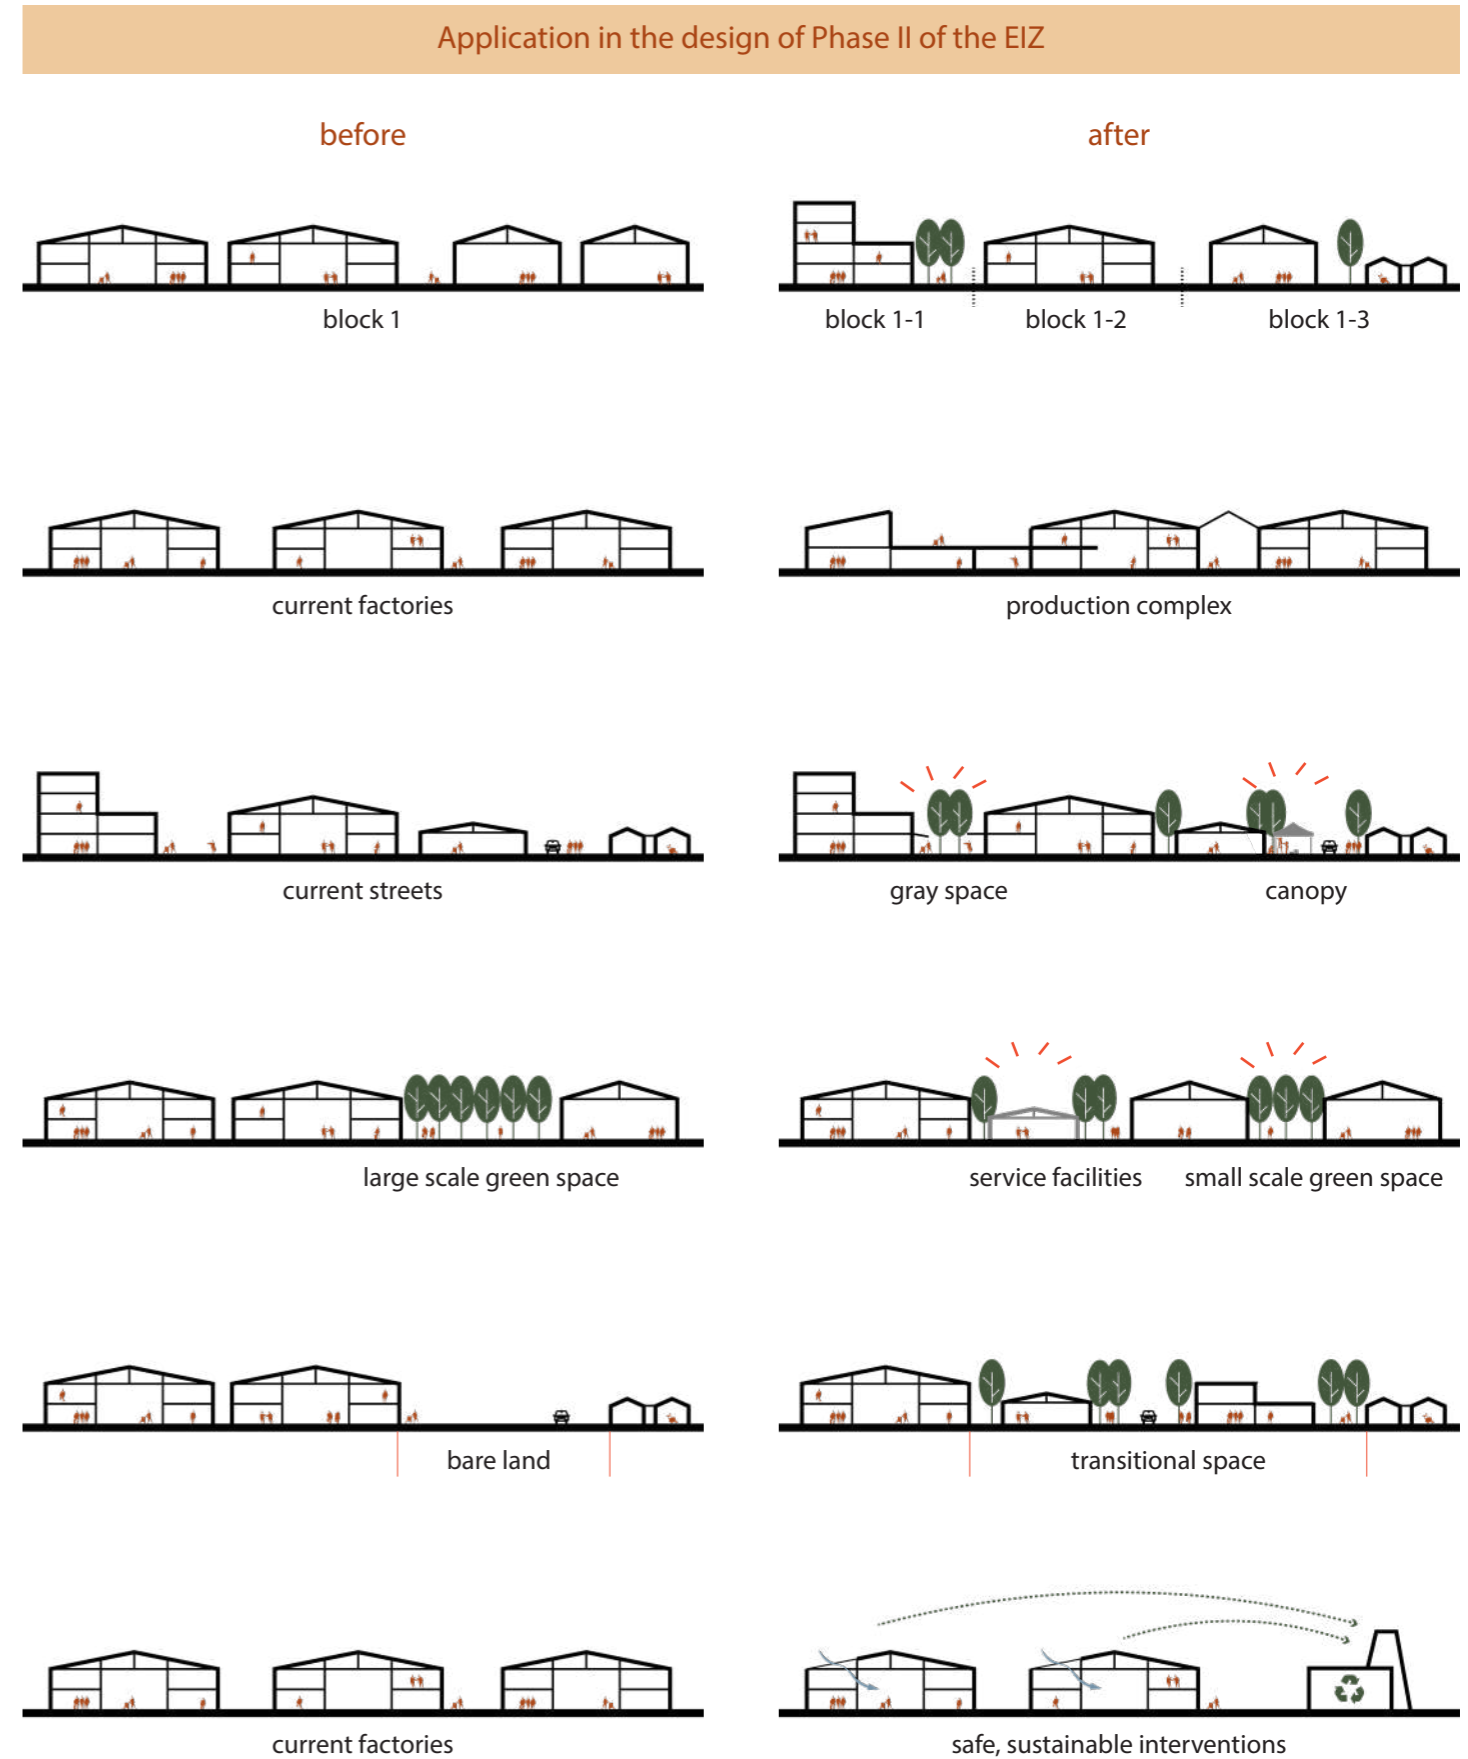 Application in the design of Phase II of the EIZ
before
after
block 1
block 1-1
block 1-2
block 1-3
current factories
production complex
current streets
gray space
canopy
large scale green space
service facilities
small scale green space
bare land
transitional space
current factories
safe, sustainable interventions